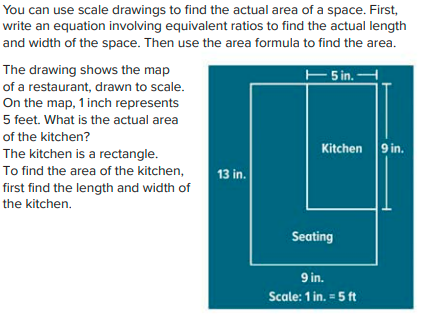 You can use scale drawings to find the actual area of a space. First,
write an equation involving equivalent ratios to find the actual length
and width of the space. Then use the area formula to find the area.
The drawing shows the map
of a restaurant, drawn to scale.
On the map, 1 inch represents
5 feet. What is the actual area
of the kitchen?
The kitchen is a rectangle.
To find the area of the kitchen,
first find the length and width of
the kitchen.
5 in.
Kitchen
9 in.
13 in.
Seating
9 in.
Scale: 1 in. = 5 ft